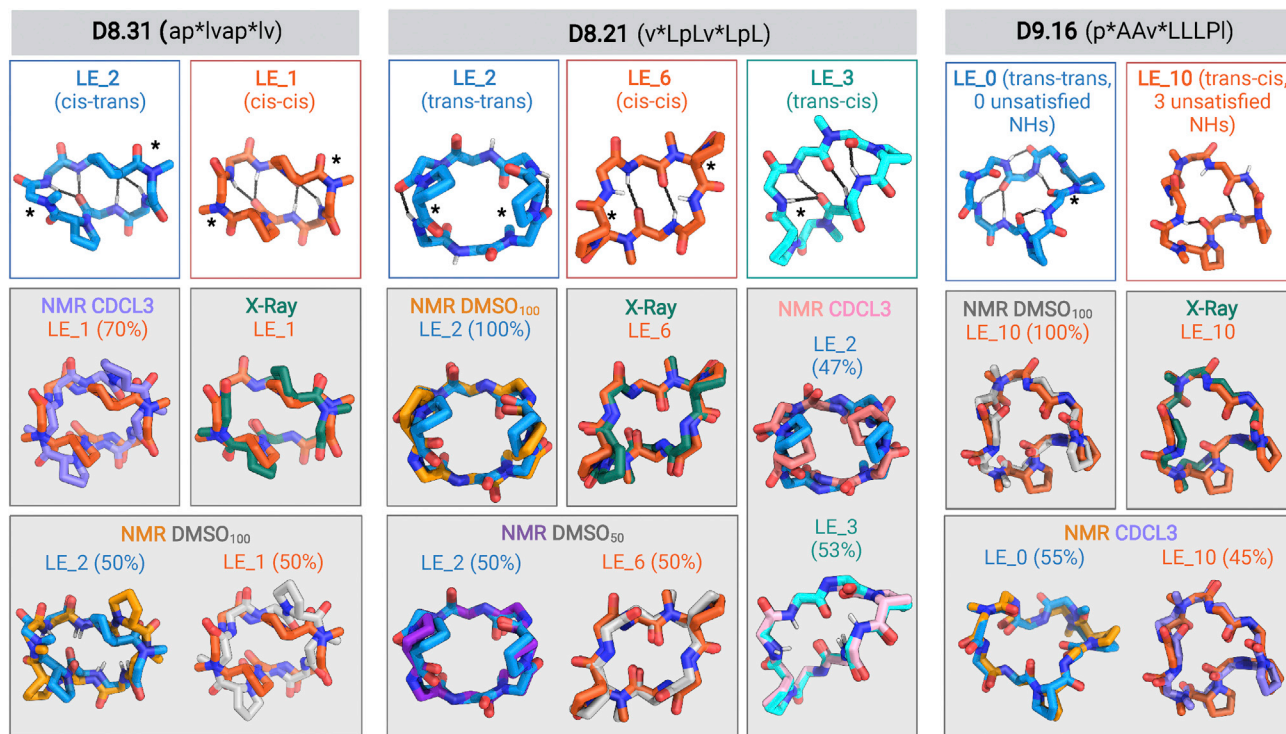 D8.31 (ap*lvap*lv)
LE_2
(cis-trans)
*
*
LE_1
(cis-cis)
*
*
NMR CDCL3
LE_1 (70%)
X-Ray
LE_1
NMR DMSO₁₀₀
LE_2 (50%)
LE_1 (50%)
D8.21 (v*LpLv*LpL)
LE_2
(trans-trans)
*
*
LE_6
(cis-cis)
*
*
LE_3
(trans-cis)
*
NMR DMSO₁₀₀
LE_2 (100%)
X-Ray
LE_6
NMR CDCL3
LE_2
(47%)
LE_3
(53%)
NMR DMSO₅₀
LE_2 (50%)
LE_6 (50%)
D9.16 (p*AAv*LLLPl)
LE_0 (trans-trans,
0 unsatisfied
NHs)
*
LE_10 (trans-cis,
3 unsatisfied
NHs)
NMR DMSO₁₀₀
LE_10 (100%)
X-Ray
LE_10
NMR CDCL3
LE_0 (55%)
LE_10 (45%)